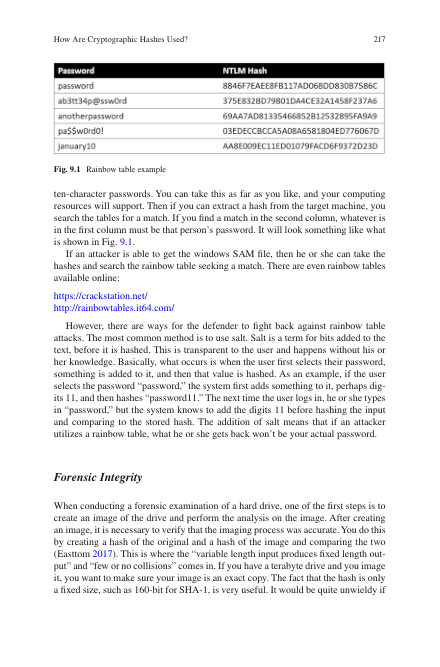 How Are Cryptographic Hashes Used?
217
Password NTLM Hash
password 8846F7EAEE8FB117AD06BDD830B7586C
ab3tt34p@ssw0rd 375E832BD79801DA4CE32A1458F237A6
anotherpassword 69AA7AD81335466852B12532895FA9A9
pa$$w0rd0! 03EDECCBCCA5A08A6581804ED776067D
january10 AA8E009EC11ED01079FACD6F9372D23D
Fig. 9.1 Rainbow table example
ten-character passwords. You can take this as far as you like, and your computing
resources will support. Then if you can extract a hash from the target machine, you
search the tables for a match. If you find a match in the second column, whatever is
in the first column must be that person's password. It will look something like what
is shown in Fig. 9.1.
If an attacker is able to get the windows SAM file, then he or she can take the
hashes and search the rainbow table seeking a match. There are even rainbow tables
available online:
https://crackstation.net/
http://rainbowtables.it64.com/
However, there are ways for the defender to fight back against rainbow table
attacks. The most common method is to use salt. Salt is a term for bits added to the
text, before it is hashed. This is transparent to the user and happens without his or
her knowledge. Basically, what occurs is when the user first selects their password,
something is added to it, and then that value is hashed. As an example, if the user
selects the password “password,” the system first adds something to it, perhaps dig-
its 11, and then hashes “password11.” The next time the user logs in, he or she types
in “password,” but the system knows to add the digits 11 before hashing the input
and comparing to the stored hash. The addition of salt means that if an attacker
utilizes a rainbow table, what he or she gets back won't be your actual password.
Forensic Integrity
When conducting a forensic examination of a hard drive, one of the first steps is to
create an image of the drive and perform the analysis on the image. After creating
an image, it is necessary to verify that the imaging process was accurate. You do this
by creating a hash of the original and a hash of the image and comparing the two
(Easttom 2017). This is where the “variable length input produces fixed length out-
put” and “few or no collisions” comes in. If you have a terabyte drive and you image
it, you want to make sure your image is an exact copy. The fact that the hash is only
a fixed size, such as 160-bit for SHA-1, is very useful. It would be quite unwieldy if